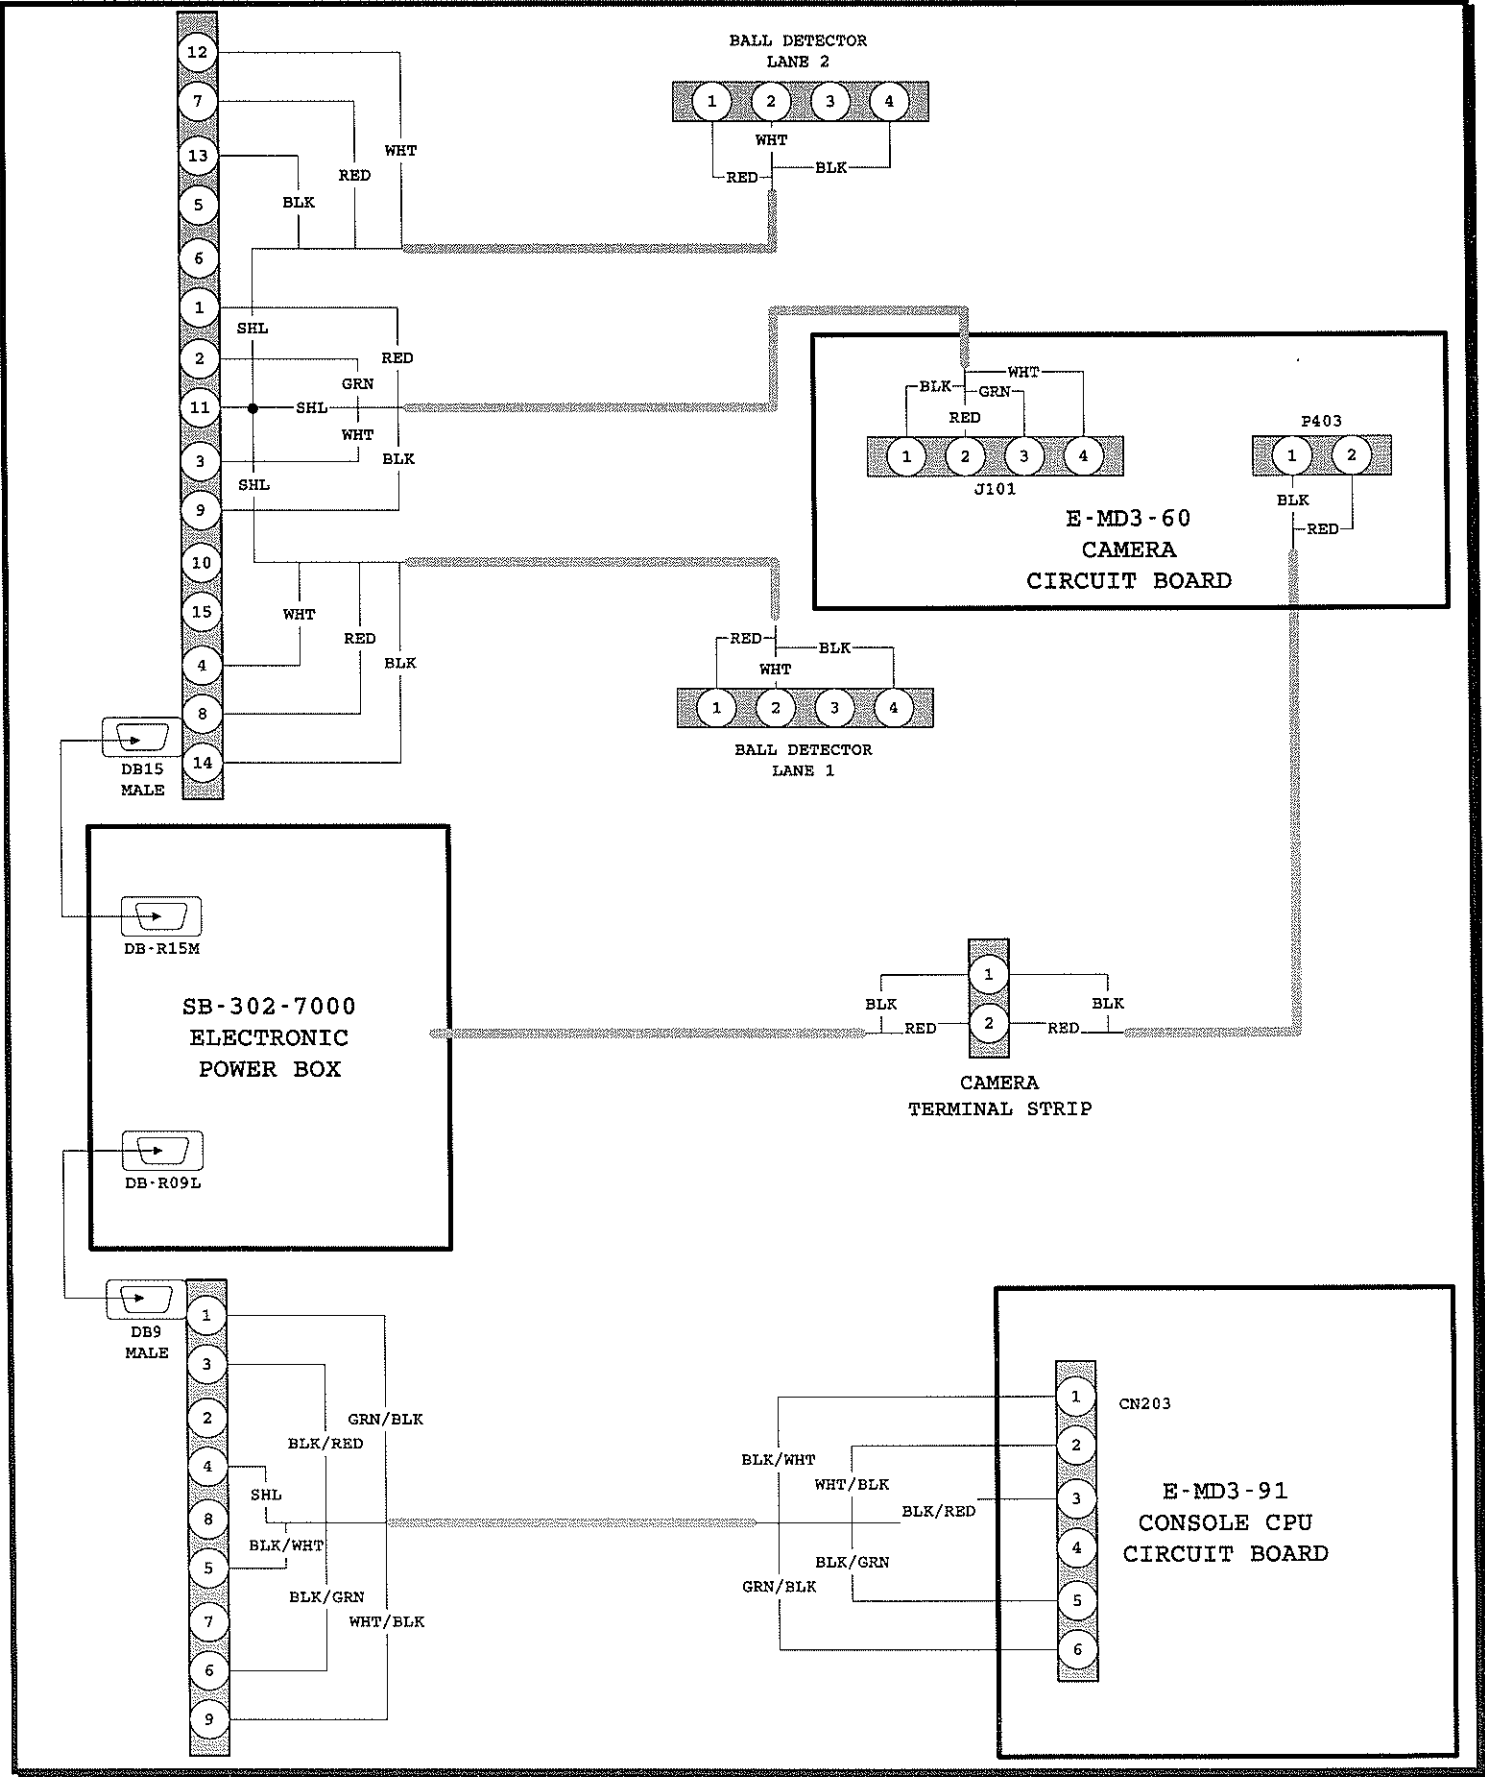 12
7
13
5
6
1
2
11
3
9
10
15
4
8
14
WHT
RED
BLK
SHL
RED
GRN
SHL
WHT
BLK
SHL
WHT
RED
BLK
BALL DETECTOR
LANE 2
1 2 3 4
WHT
RED
BLK
WHT
BLK
GRN
RED
1 2 3 4
J101
P403
1 2
BLK
RED
E-MD3-60
CAMERA
CIRCUIT BOARD
RED
BLK
WHT
1 2 3 4
BALL DETECTOR
LANE 1
DB15
MALE
DB-R15M
SB-302-7000
ELECTRONIC
POWER BOX
DB-R09L
1
2
BLK
RED
BLK
RED
CAMERA
TERMINAL STRIP
DB9
MALE
1
3
2
4
8
5
7
6
9
GRN/BLK
BLK/RED
SHL
BLK/WHT
BLK/GRN
WHT/BLK
BLK/WHT
WHT/BLK
BLK/RED
BLK/GRN
GRN/BLK
1
2
3
4
5
6
CN203
E-MD3-91
CONSOLE CPU
CIRCUIT BOARD